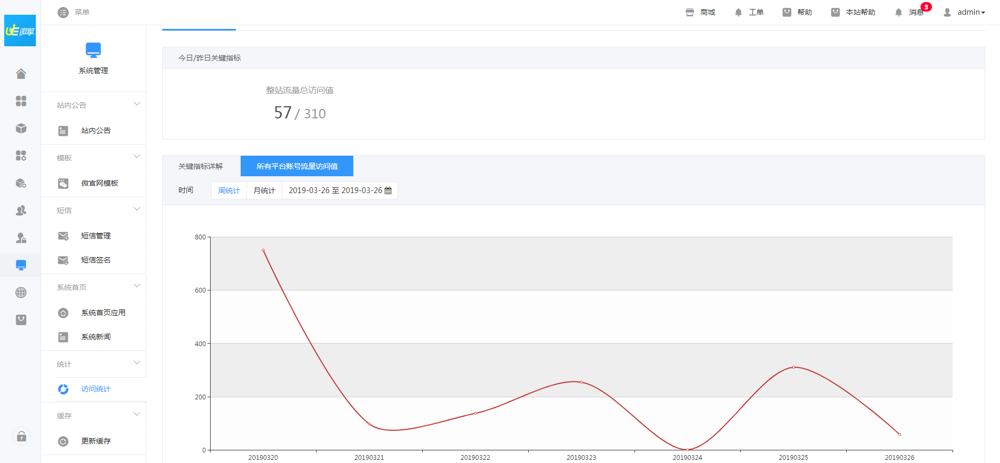 菜单
商城
工单
帮助
本站帮助
消息
3
admin
微擎
系统管理
站内公告
站内公告
模板
微官网模板
短信
短信管理
短信签名
系统首页
系统首页应用
系统新闻
统计
访问统计
缓存
更新缓存
今日/昨日关键指标
整站流量总访问值
57 / 310
关键指标详解
所有平台账号流量访问值
时间
周统计
月统计
2019-03-26 至 2019-03-26
800
600
400
200
0
20190320
20190321
20190322
20190323
20190324
20190325
20190326